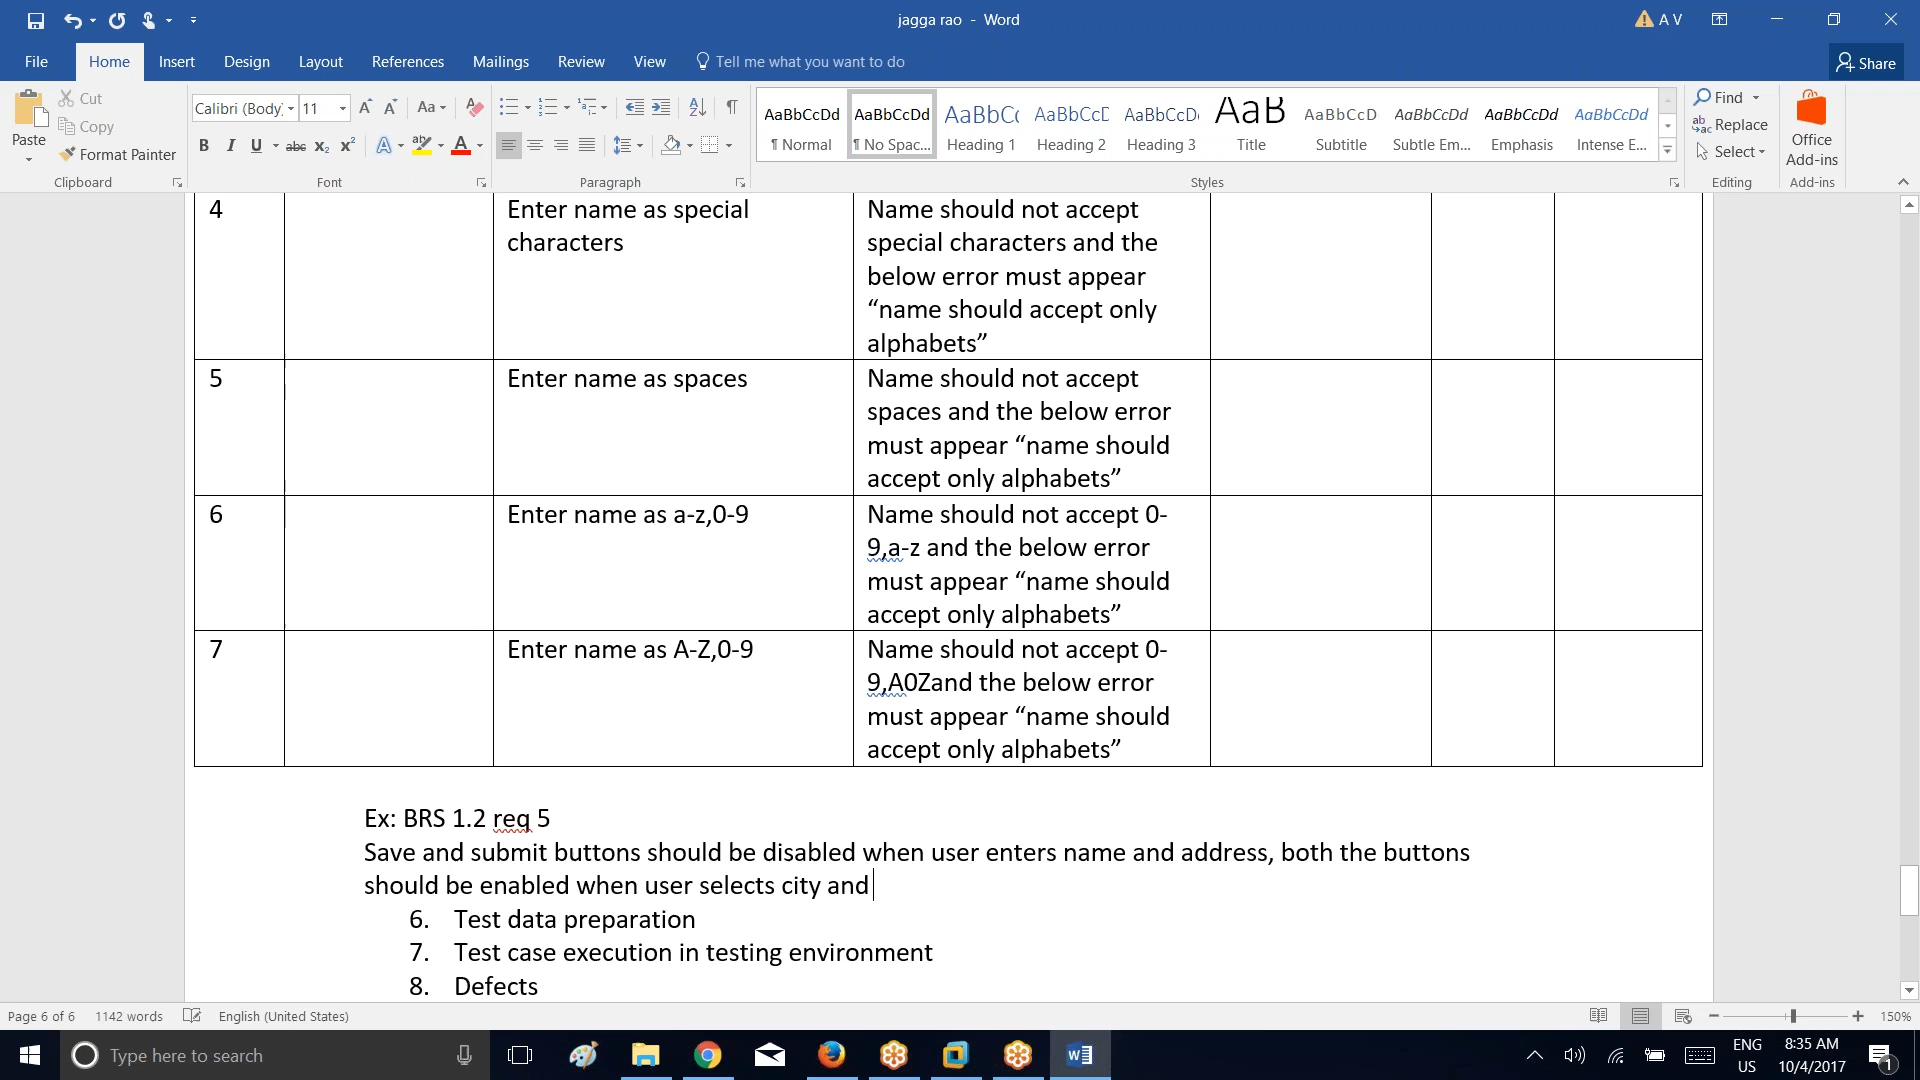 jagga rao - Word
A V
File Home Insert Design Layout References Mailings Review View Tell me what you want to do
Share
Paste
Cut
Copy
Format Painter
Clipboard
Calibri (Body) 11
Font
Paragraph
AaBbCcDd AaBbCcDd AaBbCc AaBbCcE AaBbCcD AaB AaBbCcD AaBbCcDd AaBbCcDd AaBbCcDd
¶ Normal ¶ No Spac... Heading 1 Heading 2 Heading 3 Title Subtitle Subtle Em... Emphasis Intense E...
Styles
Find
Replace
Select
Editing
Office
Add-ins
Add-ins
4
Enter name as special
characters
Name should not accept
special characters and the
below error must appear
“name should accept only
alphabets”
5
Enter name as spaces
Name should not accept
spaces and the below error
must appear “name should
accept only alphabets”
6
Enter name as a-z,0-9
Name should not accept 0-
9,a-z and the below error
must appear “name should
accept only alphabets”
7
Enter name as A-Z,0-9
Name should not accept 0-
9,A0Zand the below error
must appear “name should
accept only alphabets”
Ex: BRS 1.2 req 5
Save and submit buttons should be disabled when user enters name and address, both the buttons
should be enabled when user selects city and
6. Test data preparation
7. Test case execution in testing environment
8. Defects
Page 6 of 6 1142 words English (United States)
150%
Type here to search
ENG
US
8:35 AM
10/4/2017
1